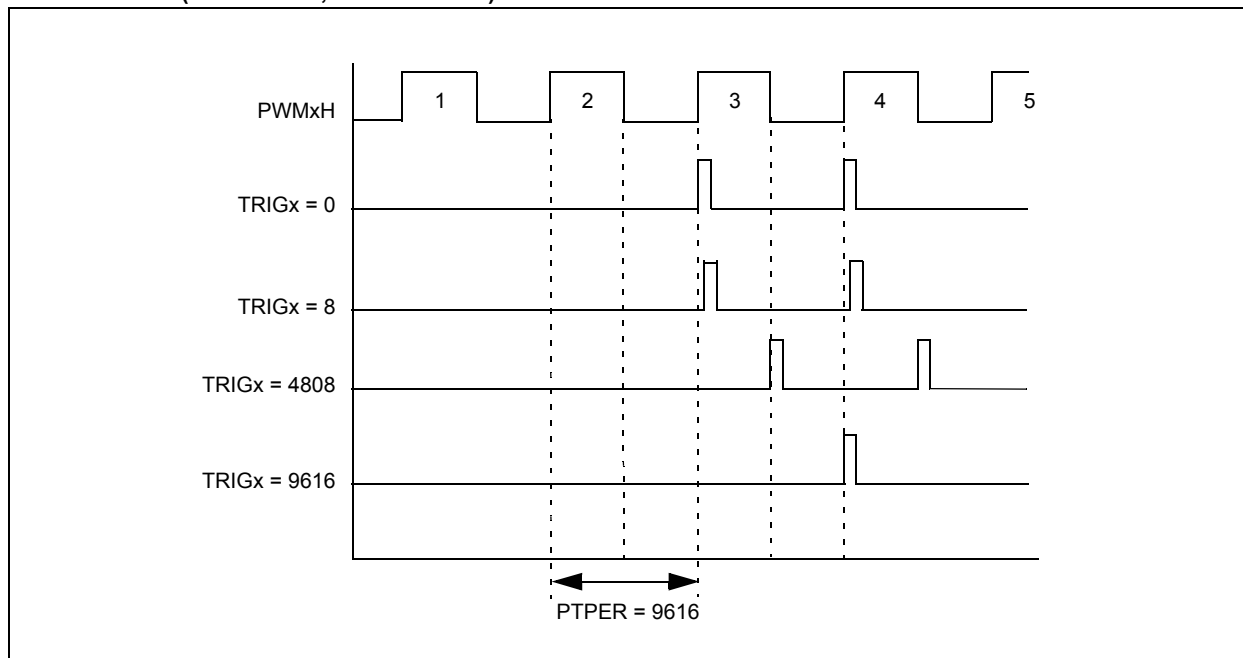 PWMxH
1
2
3
4
5
TRIGx = 0
TRIGx = 8
TRIGx = 4808
TRIGx = 9616
PTPER = 9616